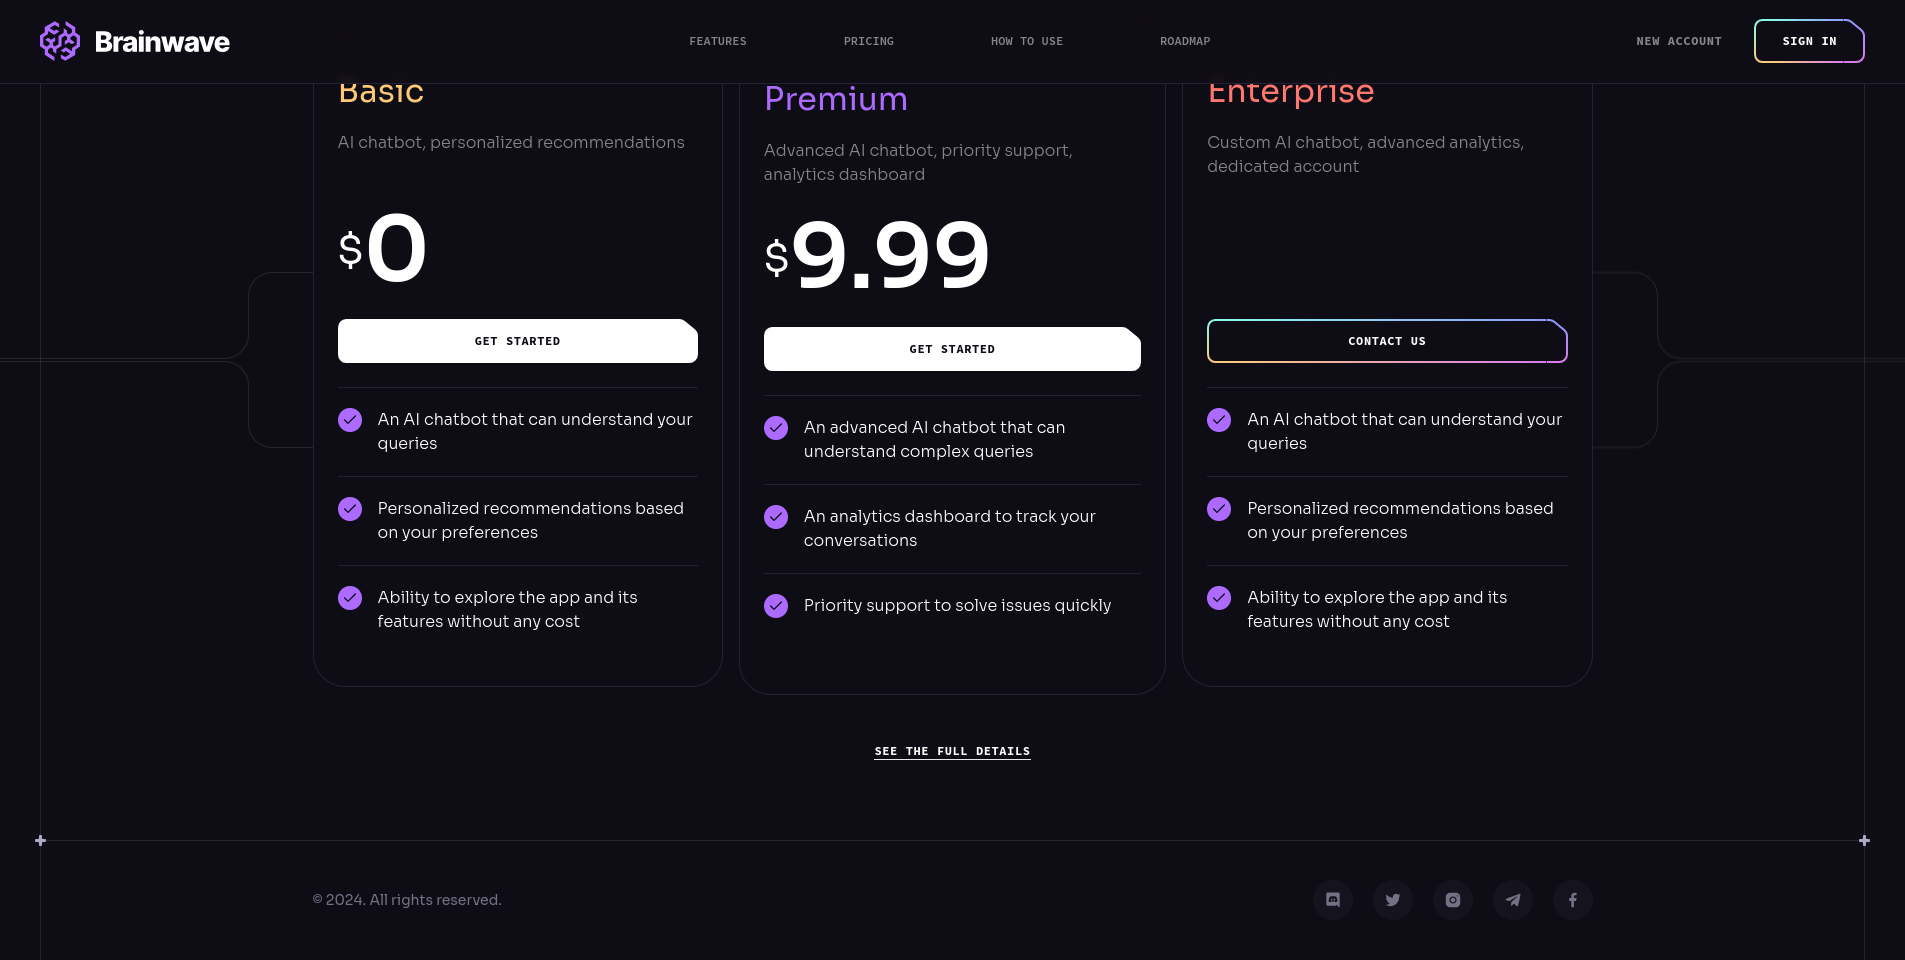 Brainwave
FEATURES
PRICING
HOW TO USE
ROADMAP
NEW ACCOUNT
SIGN IN
Basic
AI chatbot, personalized recommendations
$0
GET STARTED
An AI chatbot that can understand your
queries
Personalized recommendations based
on your preferences
Ability to explore the app and its
features without any cost
Premium
Advanced AI chatbot, priority support,
analytics dashboard
$9.99
GET STARTED
An advanced AI chatbot that can
understand complex queries
An analytics dashboard to track your
conversations
Priority support to solve issues quickly
Enterprise
Custom AI chatbot, advanced analytics,
dedicated account
CONTACT US
An AI chatbot that can understand your
queries
Personalized recommendations based
on your preferences
Ability to explore the app and its
features without any cost
SEE THE FULL DETAILS
© 2024. All rights reserved.